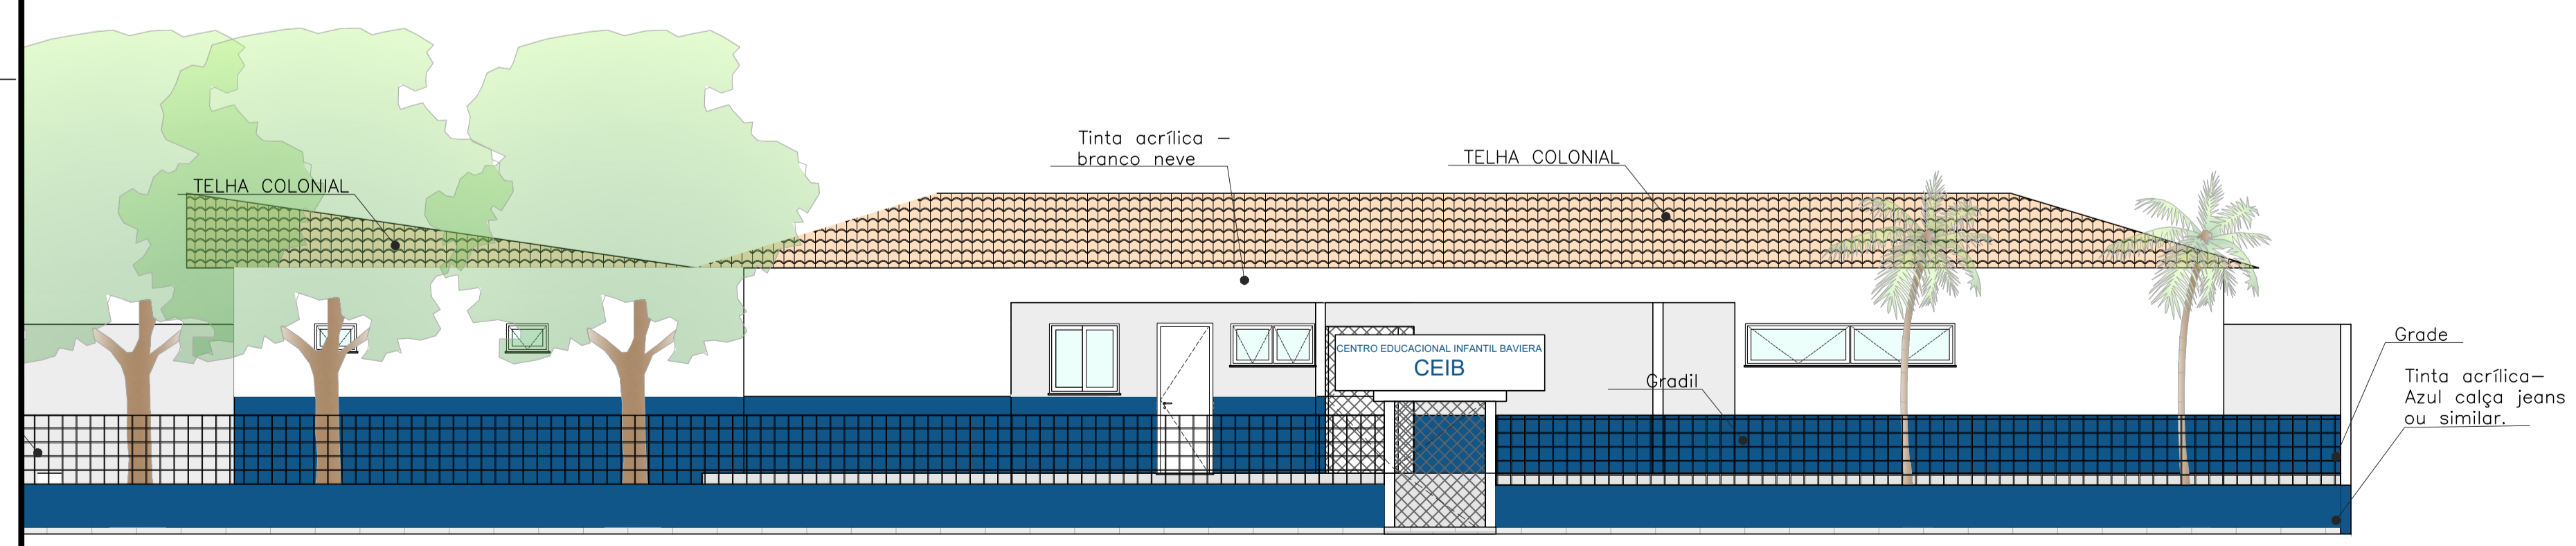 TELHA COLONIAL
Tinta acrílica –
branco neve
TELHA COLONIAL
CENTRO EDUCACIONAL INFANTIL BAVIERA
CEIB
Gradil
Grade
Tinta acrílica–
Azul calça jeans
ou similar.